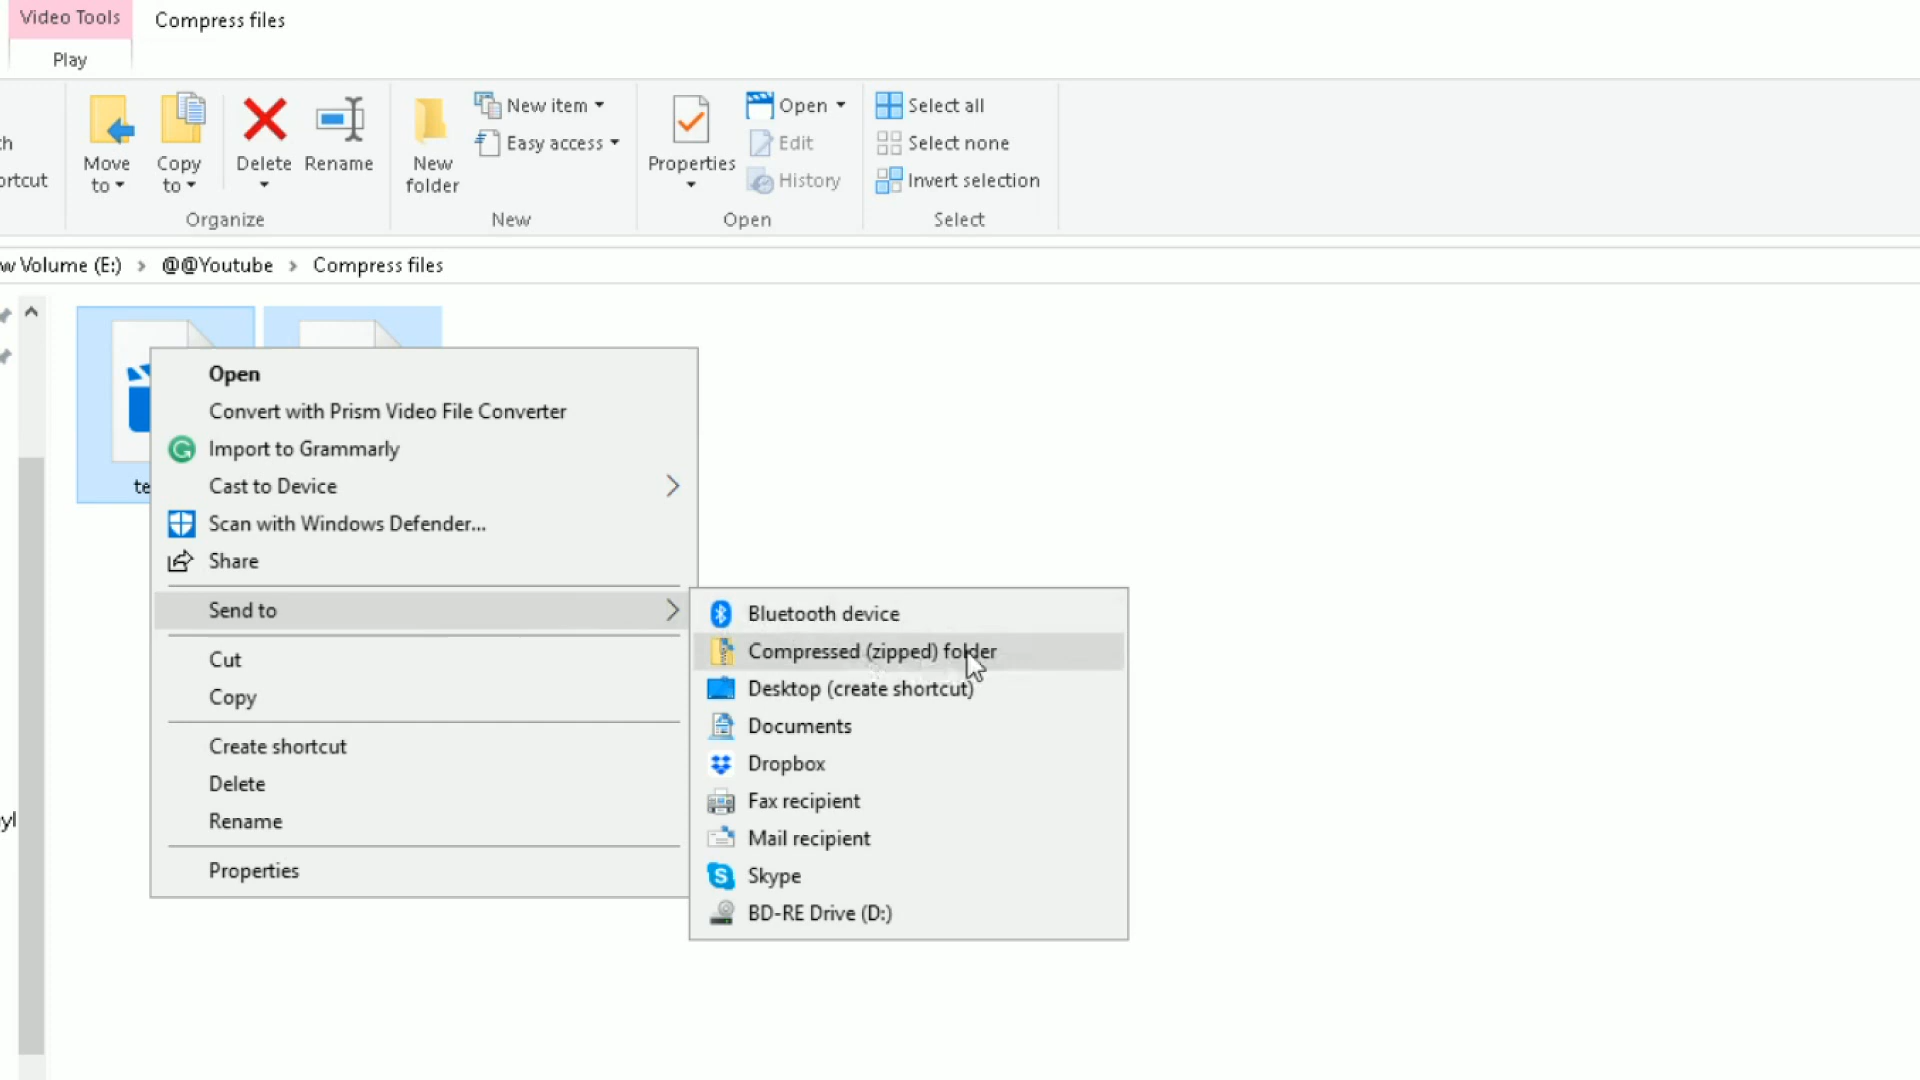 Video Tools
Compress files
Play
Move to
Copy to
Delete
Rename
New folder
New item
Easy access
Properties
Open
Edit
History
Select all
Select none
Invert selection
Organize
New
Open
Select
Volume (E:) > @@Youtube > Compress files
Open
Convert with Prism Video File Converter
Import to Grammarly
Cast to Device
Scan with Windows Defender...
Share
Send to
Cut
Copy
Create shortcut
Delete
Rename
Properties
Bluetooth device
Compressed (zipped) folder
Desktop (create shortcut)
Documents
Dropbox
Fax recipient
Mail recipient
Skype
BD-RE Drive (D:)